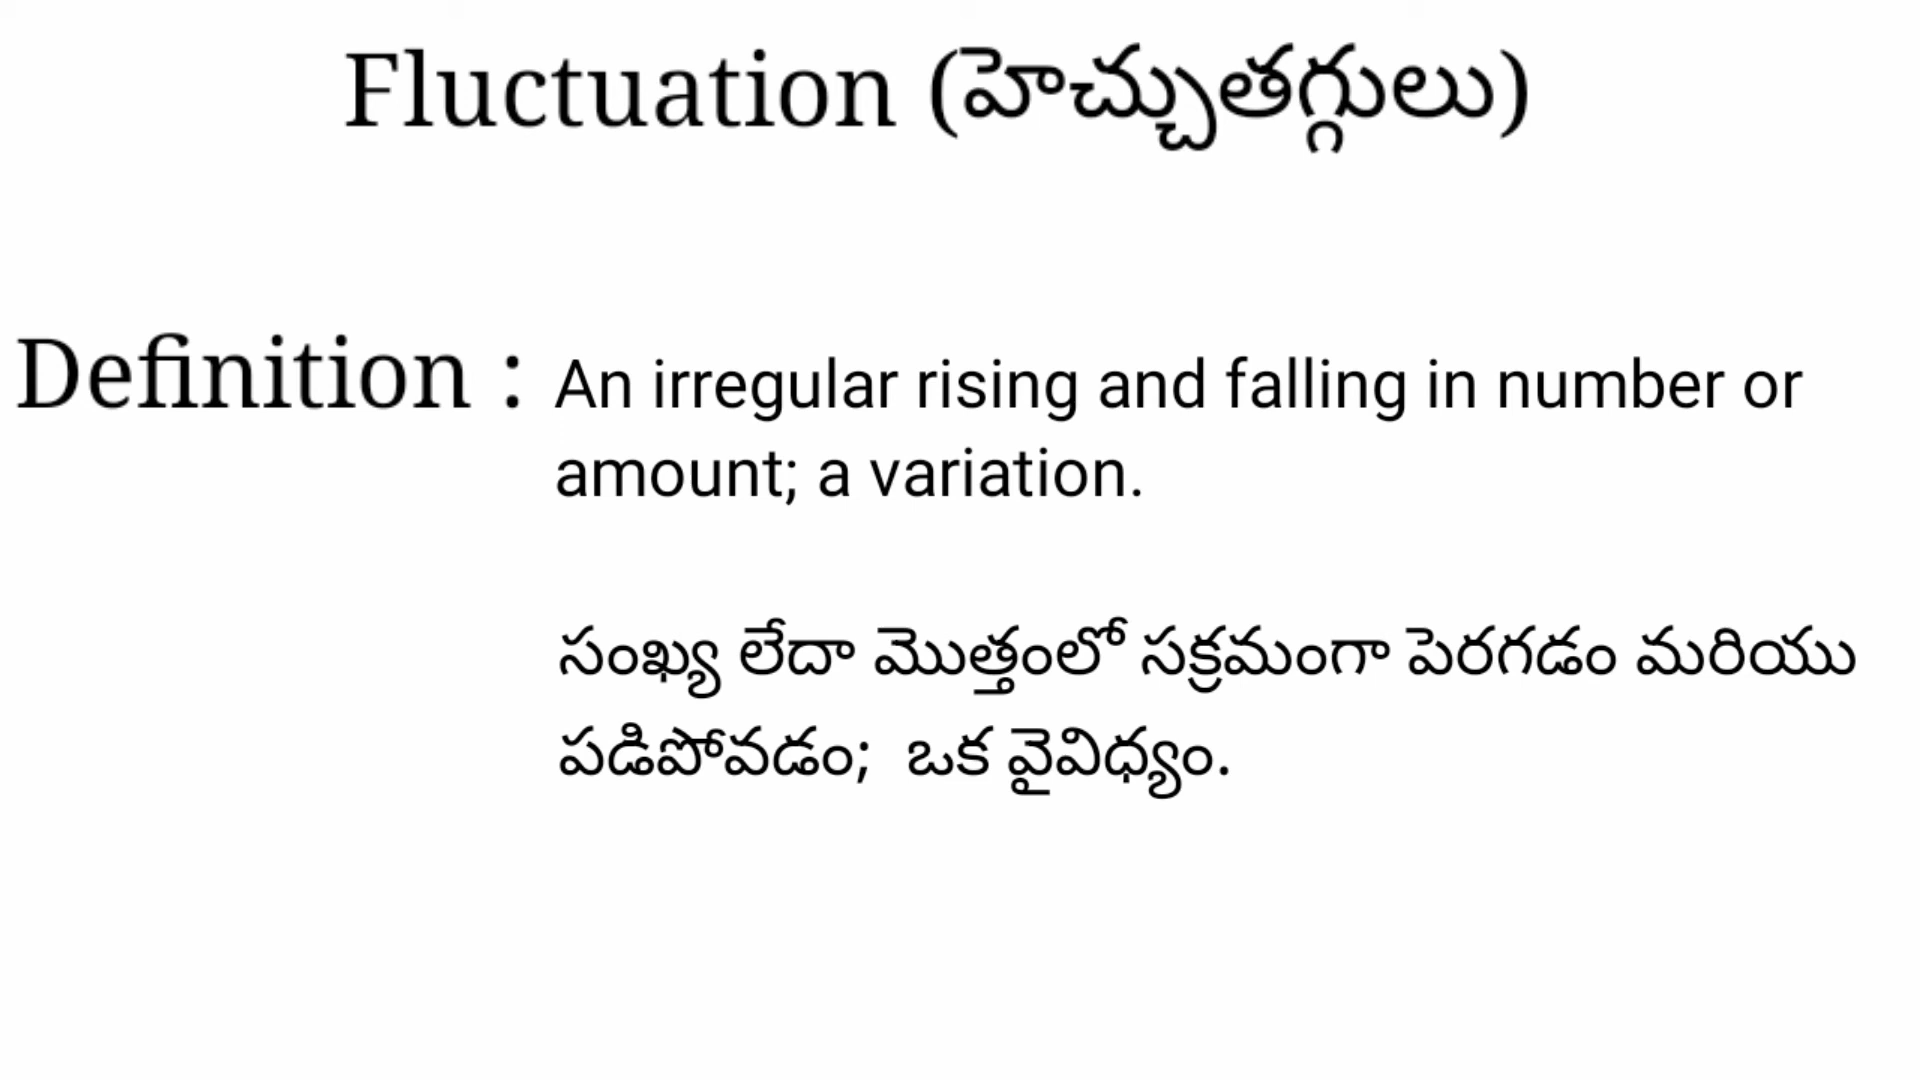 Fluctuation (హెచ్చుతగ్గులు)
Definition : An irregular rising and falling in number or
amount; a variation.
సంఖ్య లేదా మొత్తంలో సక్రమంగా పెరగడం మరియు
పడిపోవడం; ఒక వైవిధ్యం.